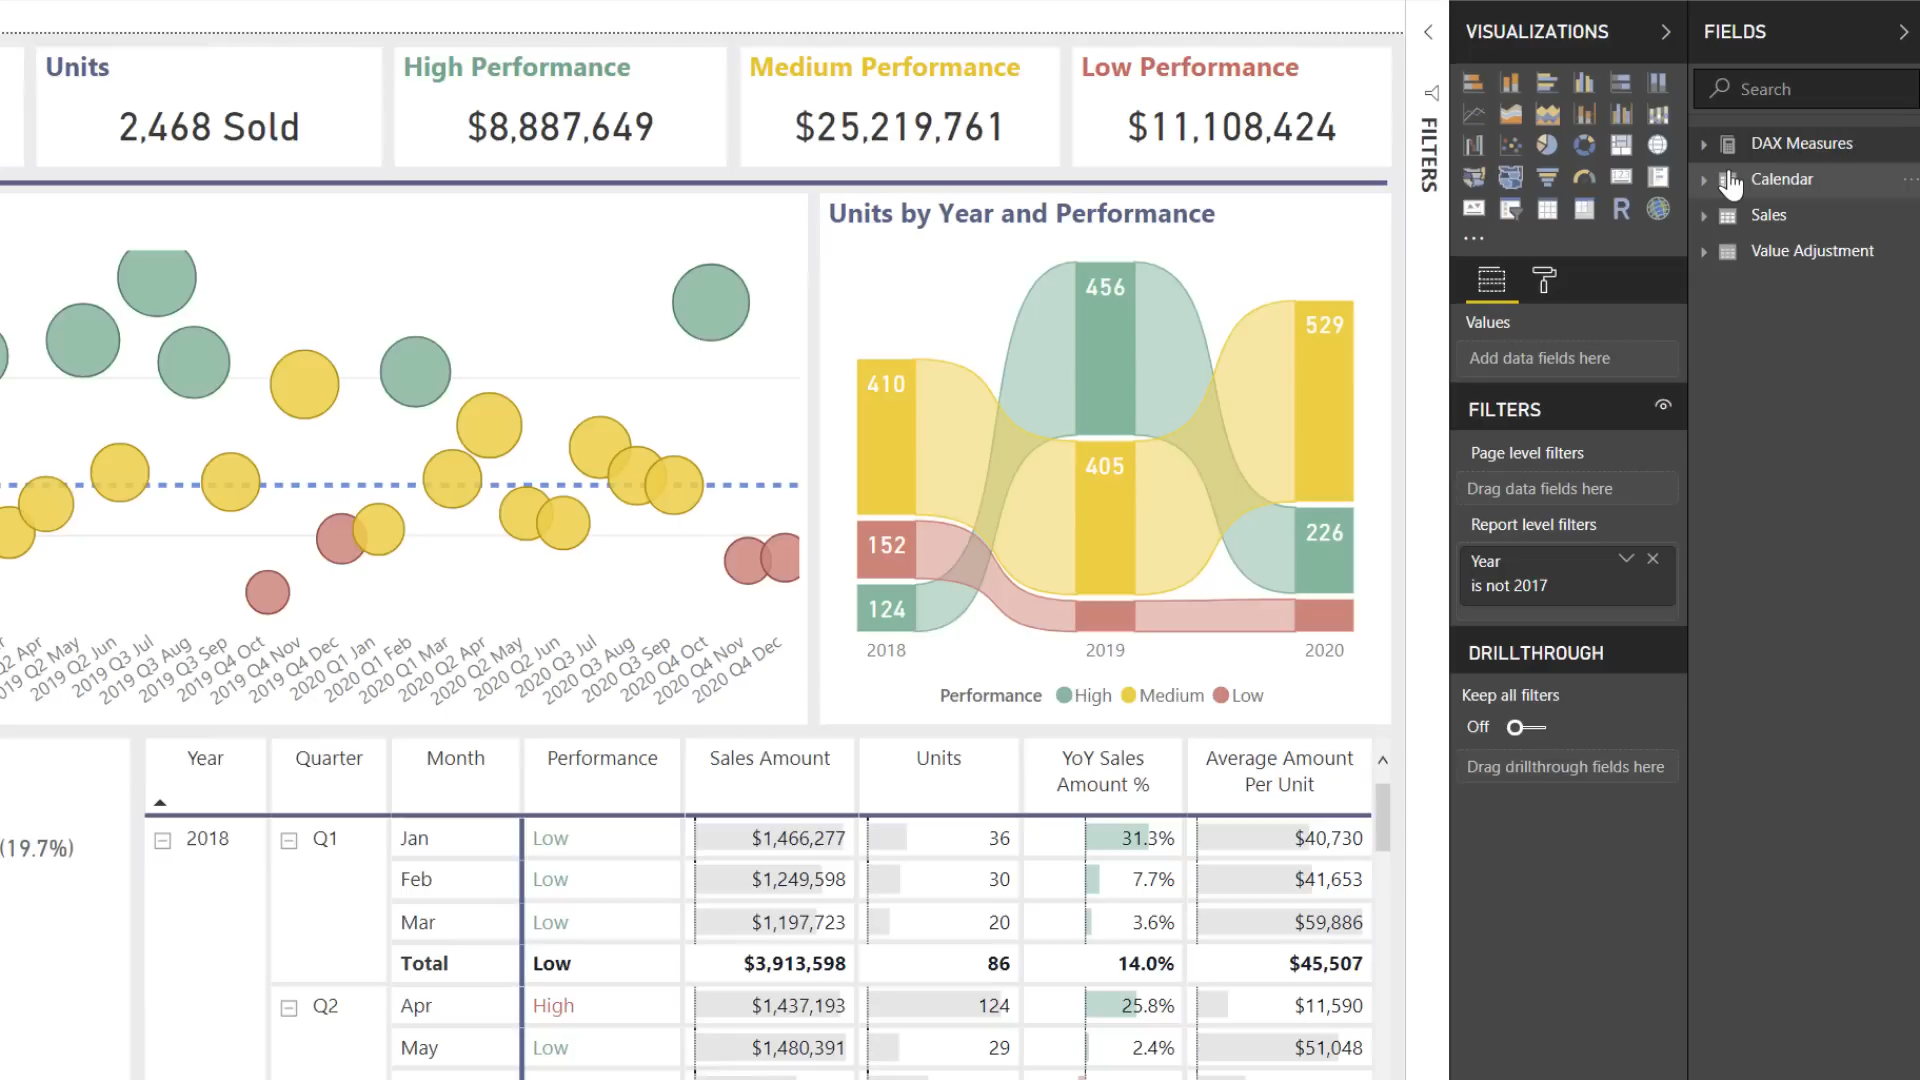 Units
2,468 Sold
High Performance
$8,887,649
Medium Performance
$25,219,761
Low Performance
$11,108,424
Units by Year and Performance
456
410
529
405
152
226
124
2018
2019
2020
Performance High Medium Low
Q2 Apr
2019 Q2 May
2019 Q2 Jun
2019 Q3 Jul
2019 Q3 Aug
2019 Q3 Sep
2019 Q4 Oct
2019 Q4 Nov
2019 Q4 Dec
2020 Q1 Jan
2020 Q1 Feb
2020 Q1 Mar
2020 Q2 Apr
2020 Q2 May
2020 Q2 Jun
2020 Q3 Jul
2020 Q3 Aug
2020 Q3 Sep
2020 Q4 Oct
2020 Q4 Nov
2020 Q4 Dec
(19.7%)
Year Quarter Month Performance Sales Amount Units YoY Sales Amount % Average Amount Per Unit
2018 Q1 Jan Low $1,466,277 36 31.3% $40,730
Feb Low $1,249,598 30 7.7% $41,653
Mar Low $1,197,723 20 3.6% $59,886
Total Low $3,913,598 86 14.0% $45,507
Q2 Apr High $1,437,193 124 25.8% $11,590
May Low $1,480,391 29 2.4% $51,048
FILTERS
VISUALIZATIONS
R
...
Values
Add data fields here
FILTERS
Page level filters
Drag data fields here
Report level filters
Year
is not 2017
DRILLTHROUGH
Keep all filters
Off
Drag drillthrough fields here
FIELDS
Search
DAX Measures
Calendar
Sales
Value Adjustment